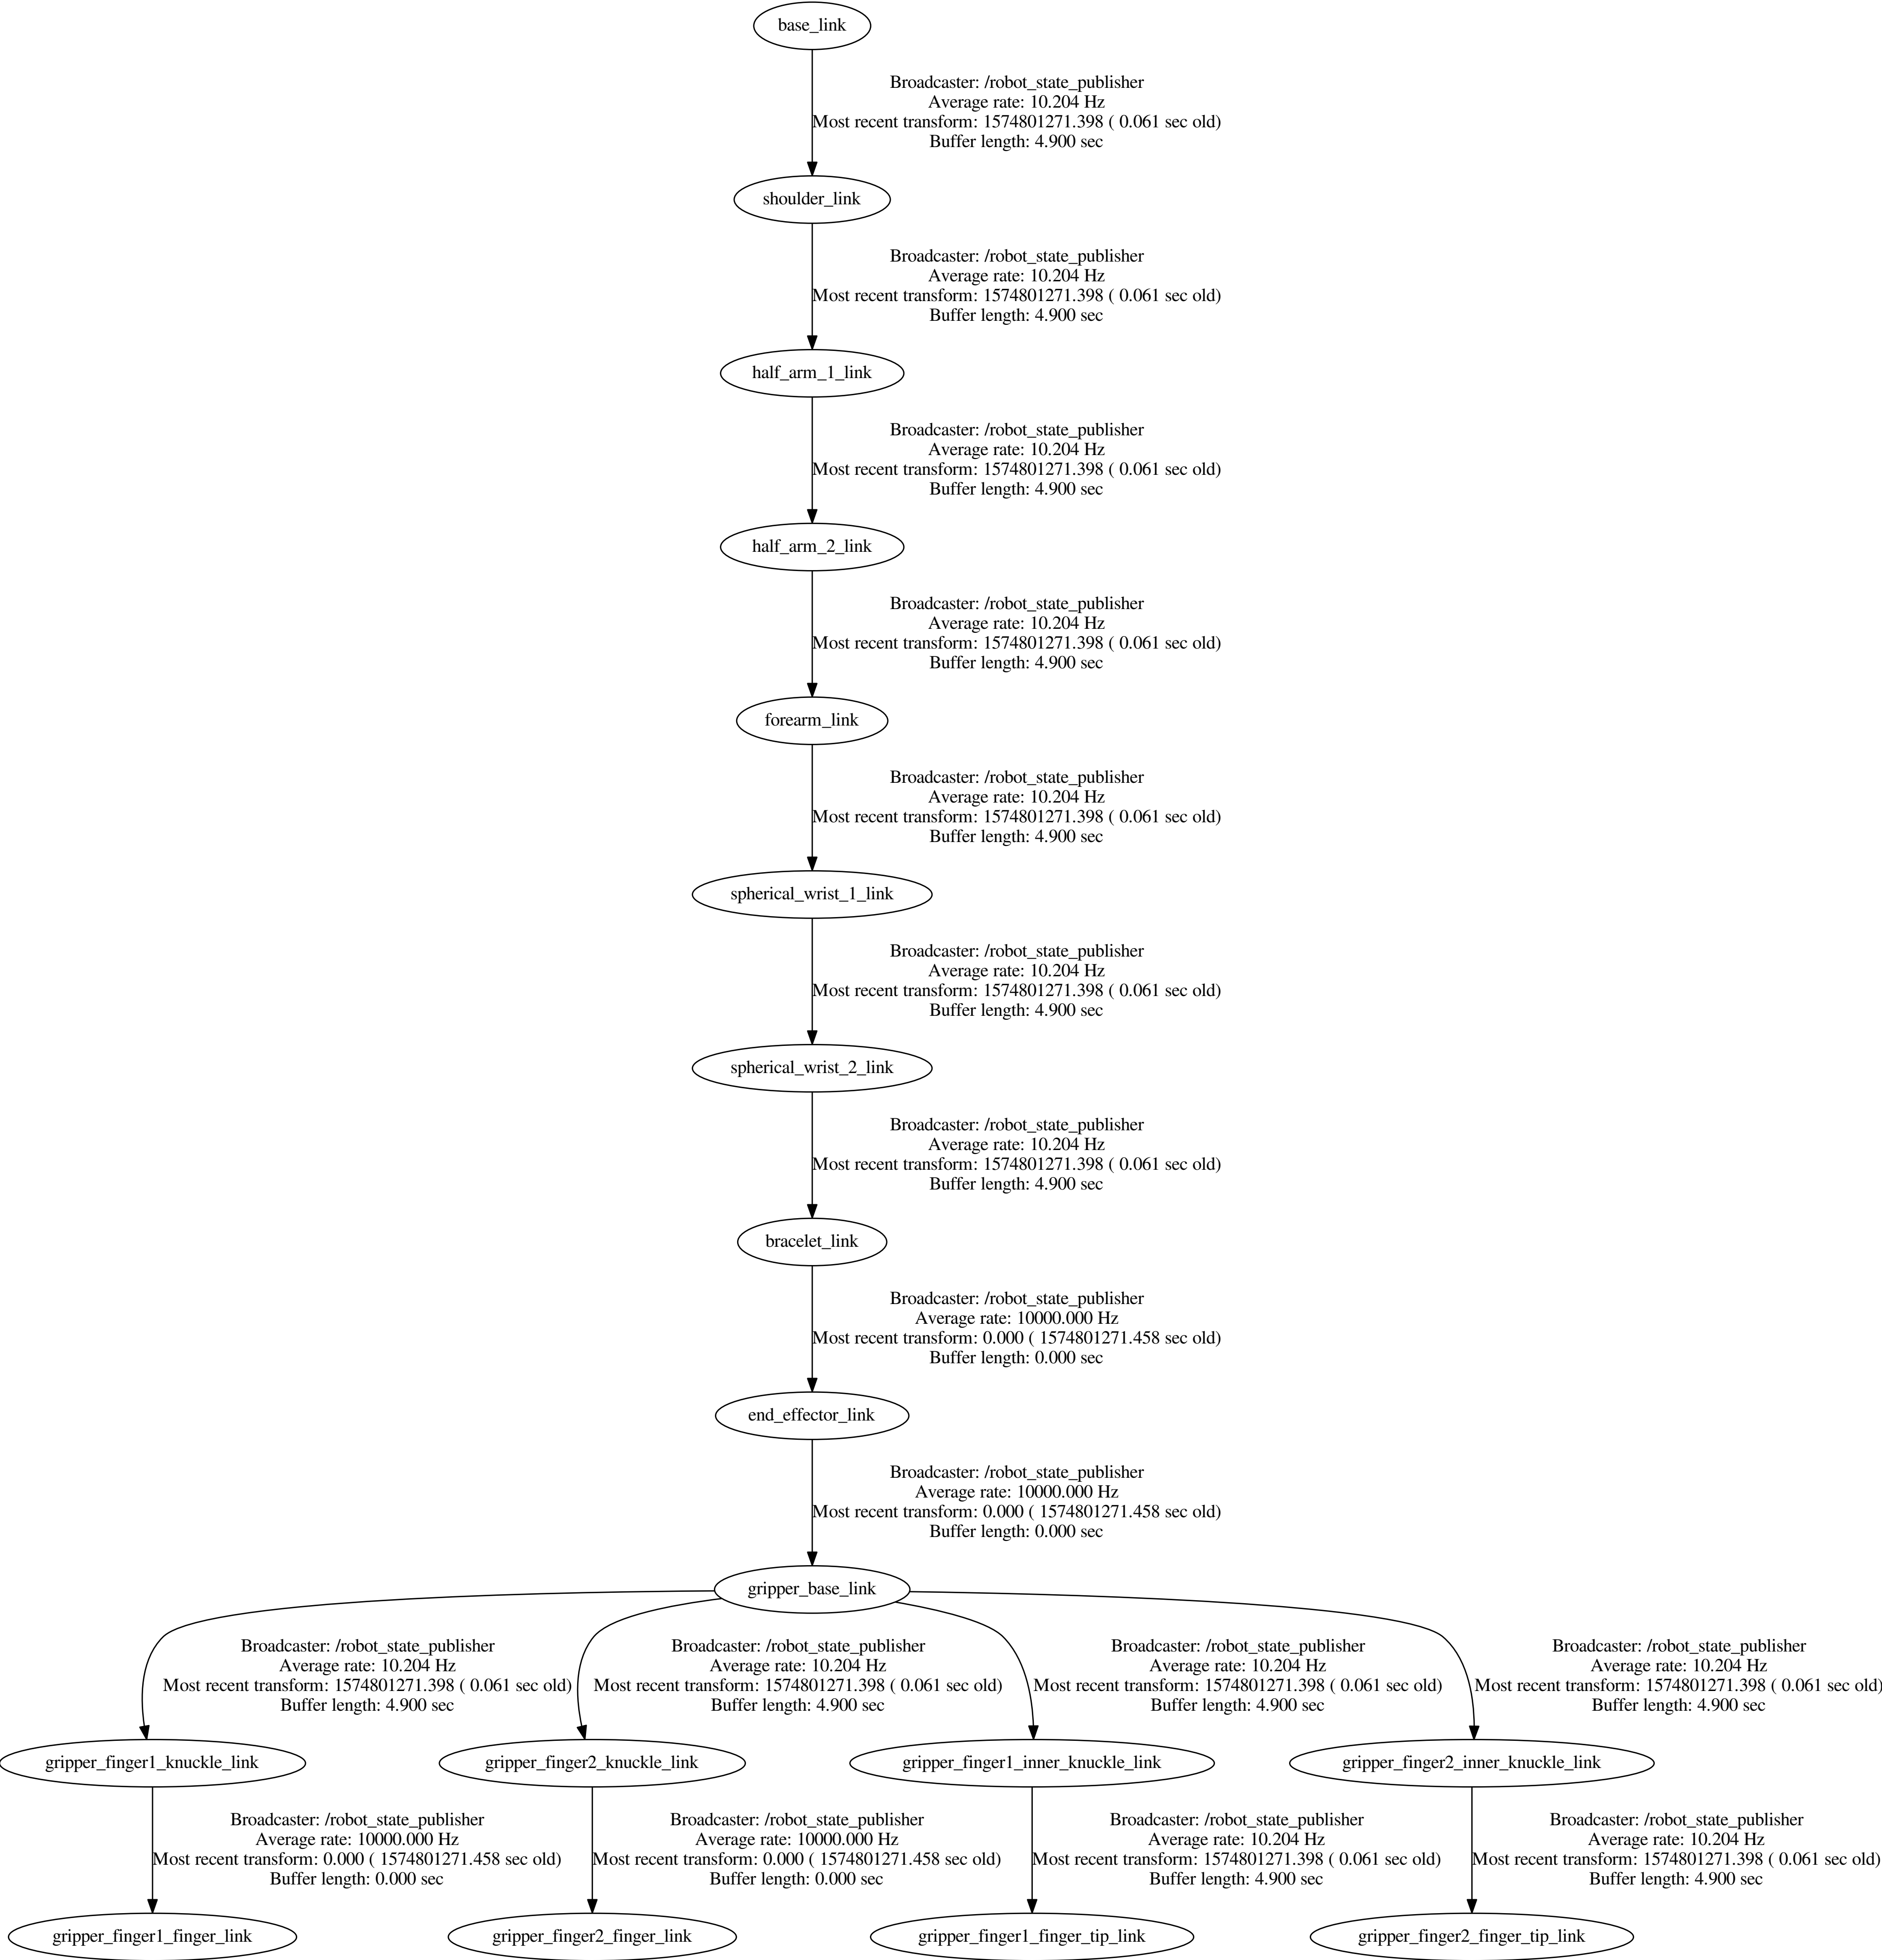 base_link
Broadcaster: /robot_state_publisher
Average rate: 10.204 Hz
Most recent transform: 1574801271.398 ( 0.061 sec old)
Buffer length: 4.900 sec
shoulder_link
Broadcaster: /robot_state_publisher
Average rate: 10.204 Hz
Most recent transform: 1574801271.398 ( 0.061 sec old)
Buffer length: 4.900 sec
half_arm_1_link
Broadcaster: /robot_state_publisher
Average rate: 10.204 Hz
Most recent transform: 1574801271.398 ( 0.061 sec old)
Buffer length: 4.900 sec
half_arm_2_link
Broadcaster: /robot_state_publisher
Average rate: 10.204 Hz
Most recent transform: 1574801271.398 ( 0.061 sec old)
Buffer length: 4.900 sec
forearm_link
Broadcaster: /robot_state_publisher
Average rate: 10.204 Hz
Most recent transform: 1574801271.398 ( 0.061 sec old)
Buffer length: 4.900 sec
spherical_wrist_1_link
Broadcaster: /robot_state_publisher
Average rate: 10.204 Hz
Most recent transform: 1574801271.398 ( 0.061 sec old)
Buffer length: 4.900 sec
spherical_wrist_2_link
Broadcaster: /robot_state_publisher
Average rate: 10.204 Hz
Most recent transform: 1574801271.398 ( 0.061 sec old)
Buffer length: 4.900 sec
bracelet_link
Broadcaster: /robot_state_publisher
Average rate: 10000.000 Hz
Most recent transform: 0.000 ( 1574801271.458 sec old)
Buffer length: 0.000 sec
end_effector_link
Broadcaster: /robot_state_publisher
Average rate: 10000.000 Hz
Most recent transform: 0.000 ( 1574801271.458 sec old)
Buffer length: 0.000 sec
gripper_base_link
Broadcaster: /robot_state_publisher
Average rate: 10.204 Hz
Most recent transform: 1574801271.398 ( 0.061 sec old)
Buffer length: 4.900 sec
Broadcaster: /robot_state_publisher
Average rate: 10.204 Hz
Most recent transform: 1574801271.398 ( 0.061 sec old)
Buffer length: 4.900 sec
Broadcaster: /robot_state_publisher
Average rate: 10.204 Hz
Most recent transform: 1574801271.398 ( 0.061 sec old)
Buffer length: 4.900 sec
Broadcaster: /robot_state_publisher
Average rate: 10.204 Hz
Most recent transform: 1574801271.398 ( 0.061 sec old)
Buffer length: 4.900 sec
gripper_finger1_knuckle_link
gripper_finger2_knuckle_link
gripper_finger1_inner_knuckle_link
gripper_finger2_inner_knuckle_link
Broadcaster: /robot_state_publisher
Average rate: 10000.000 Hz
Most recent transform: 0.000 ( 1574801271.458 sec old)
Buffer length: 0.000 sec
Broadcaster: /robot_state_publisher
Average rate: 10000.000 Hz
Most recent transform: 0.000 ( 1574801271.458 sec old)
Buffer length: 0.000 sec
Broadcaster: /robot_state_publisher
Average rate: 10.204 Hz
Most recent transform: 1574801271.398 ( 0.061 sec old)
Buffer length: 4.900 sec
Broadcaster: /robot_state_publisher
Average rate: 10.204 Hz
Most recent transform: 1574801271.398 ( 0.061 sec old)
Buffer length: 4.900 sec
gripper_finger1_finger_link
gripper_finger2_finger_link
gripper_finger1_finger_tip_link
gripper_finger2_finger_tip_link